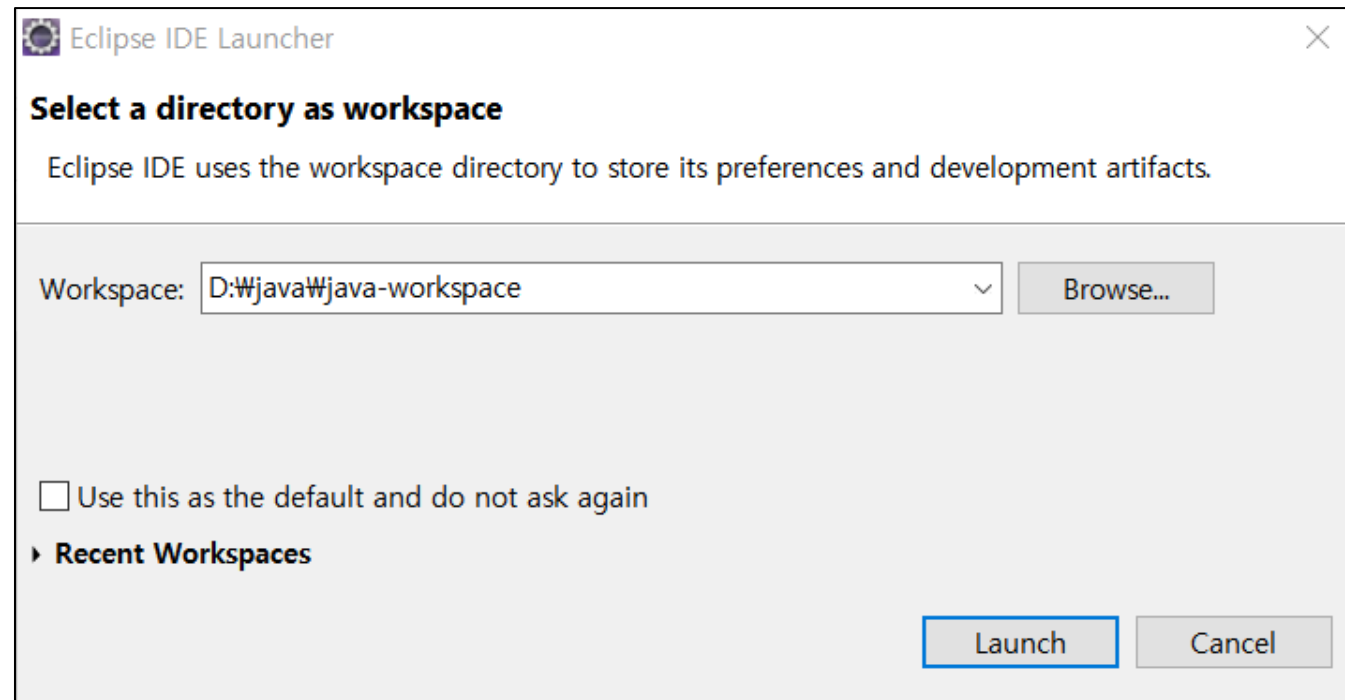 Eclipse IDE Launcher
Select a directory as workspace
Eclipse IDE uses the workspace directory to store its preferences and development artifacts.
Workspace: D:₩java₩java-workspace Browse...
Use this as the default and do not ask again
Recent Workspaces
Launch Cancel